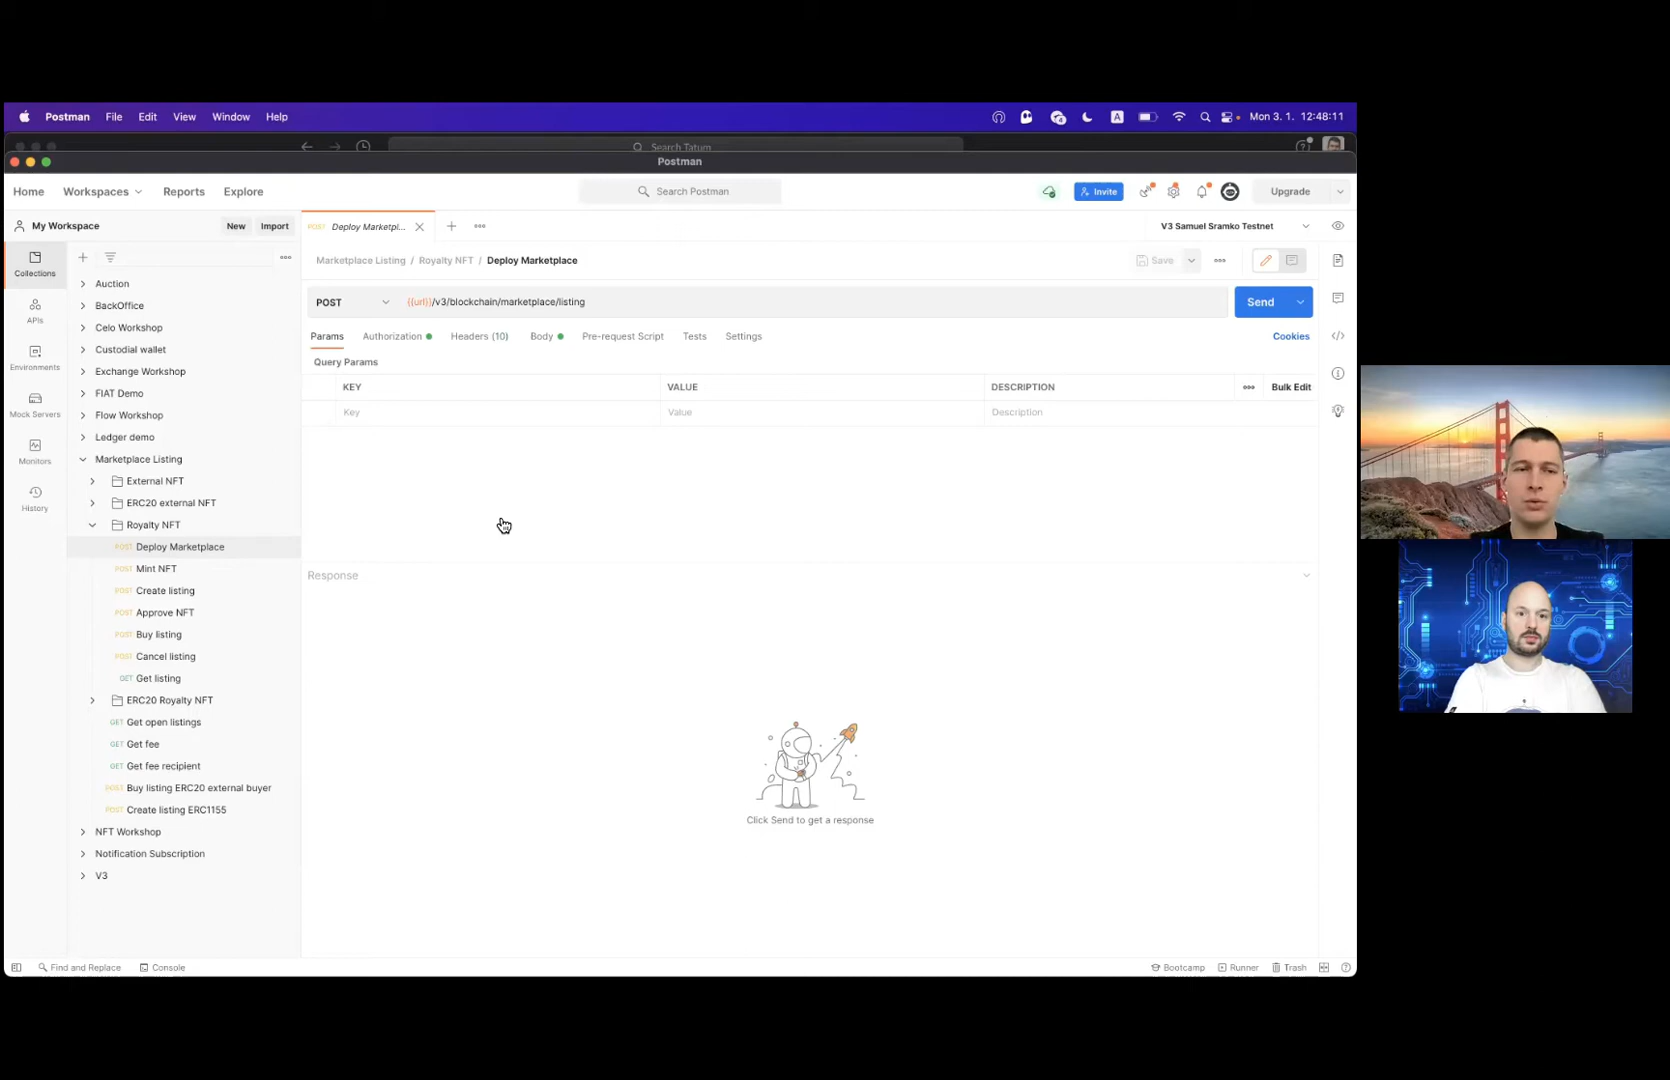 Postman File Edit View Window Help
A Mon 3. 1. 12:48:11
Search Tatum
Postman
Home Workspaces Reports Explore
Search Postman
Invite
Upgrade
My Workspace
New Import
POST Deploy Marketpl...
V3 Samuel Sramko Testnet
Collections
APIs
Environments
Mock Servers
Monitors
History
Auction
BackOffice
Celo Workshop
Custodial wallet
Exchange Workshop
FIAT Demo
Flow Workshop
Ledger demo
Marketplace Listing
External NFT
ERC20 external NFT
Royalty NFT
POST Deploy Marketplace
POST Mint NFT
POST Create listing
POST Approve NFT
POST Buy listing
POST Cancel listing
GET Get listing
ERC20 Royalty NFT
GET Get open listings
GET Get fee
GET Get fee recipient
POST Buy listing ERC20 external buyer
POST Create listing ERC1155
NFT Workshop
Notification Subscription
V3
Marketplace Listing / Royalty NFT / Deploy Marketplace
Save
POST
{{url}}/v3/blockchain/marketplace/listing
Send
Params Authorization Headers (10) Body Pre-request Script Tests Settings
Cookies
Query Params
KEY VALUE DESCRIPTION
Bulk Edit
Key Value Description
Response
Click Send to get a response
Find and Replace Console
Bootcamp Runner Trash